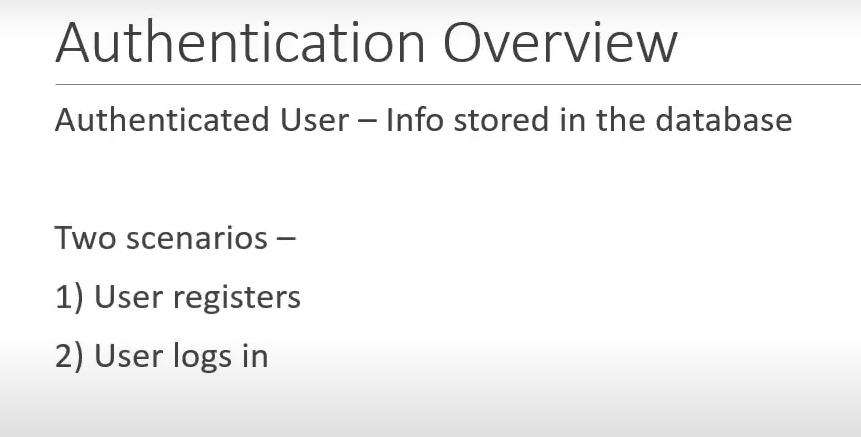 Authentication Overview
Authenticated User – Info stored in the database
Two scenarios –
1) User registers
2) User logs in